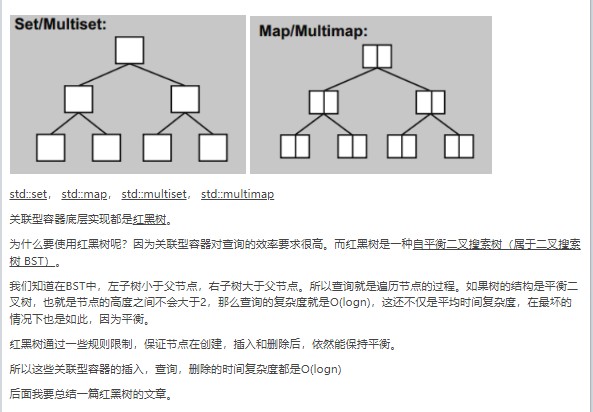 Set/Multiset:
Map/Multimap:
std::set， std::map， std::multiset， std::multimap
关联型容器底层实现都是红黑树。
为什么要使用红黑树呢？因为关联型容器对查询的效率要求很高。而红黑树是一种自平衡二叉搜索树（属于二叉搜索
树 BST）。
我们知道在BST中，左子树小于父节点，右子树大于父节点。所以查询就是遍历节点的过程。如果树的结构是平衡二
叉树，也就是节点的高度之间不会大于2，那么查询的复杂度就是O(logn)，这还不仅是平均时间复杂度，在最坏的
情况下也是如此，因为平衡。
红黑树通过一些规则限制，保证节点在创建，插入和删除后，依然能保持平衡。
所以这些关联型容器的插入，查询，删除的时间复杂度都是O(logn)
后面我要总结一篇红黑树的文章。